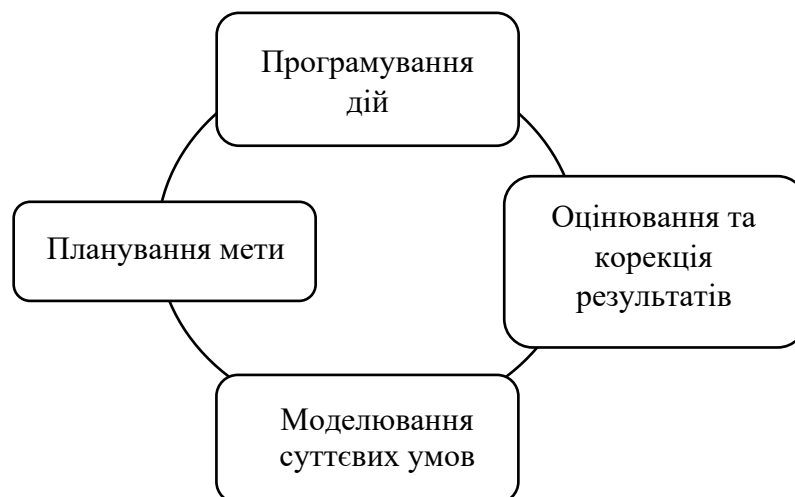 Програмування
дій
Планування мети
Оцінювання та
корекція
результатів
Моделювання
суттєвих умов